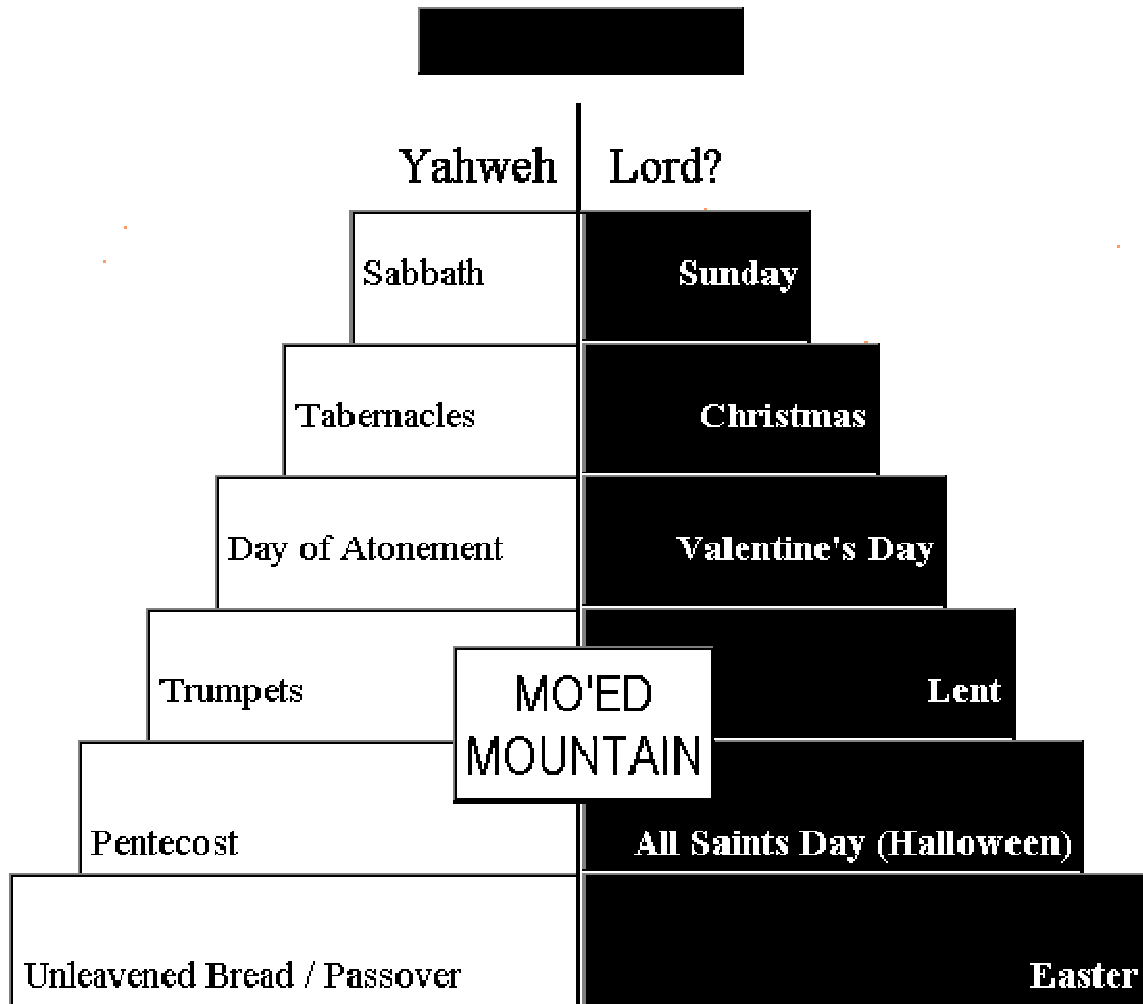 Yahweh Lord?
Sabbath Sunday
Tabernacles Christmas
Day of Atonement Valentine's Day
Trumpets Lent
MO'ED
MOUNTAIN
Pentecost All Saints Day (Halloween)
Unleavened Bread / Passover Easter